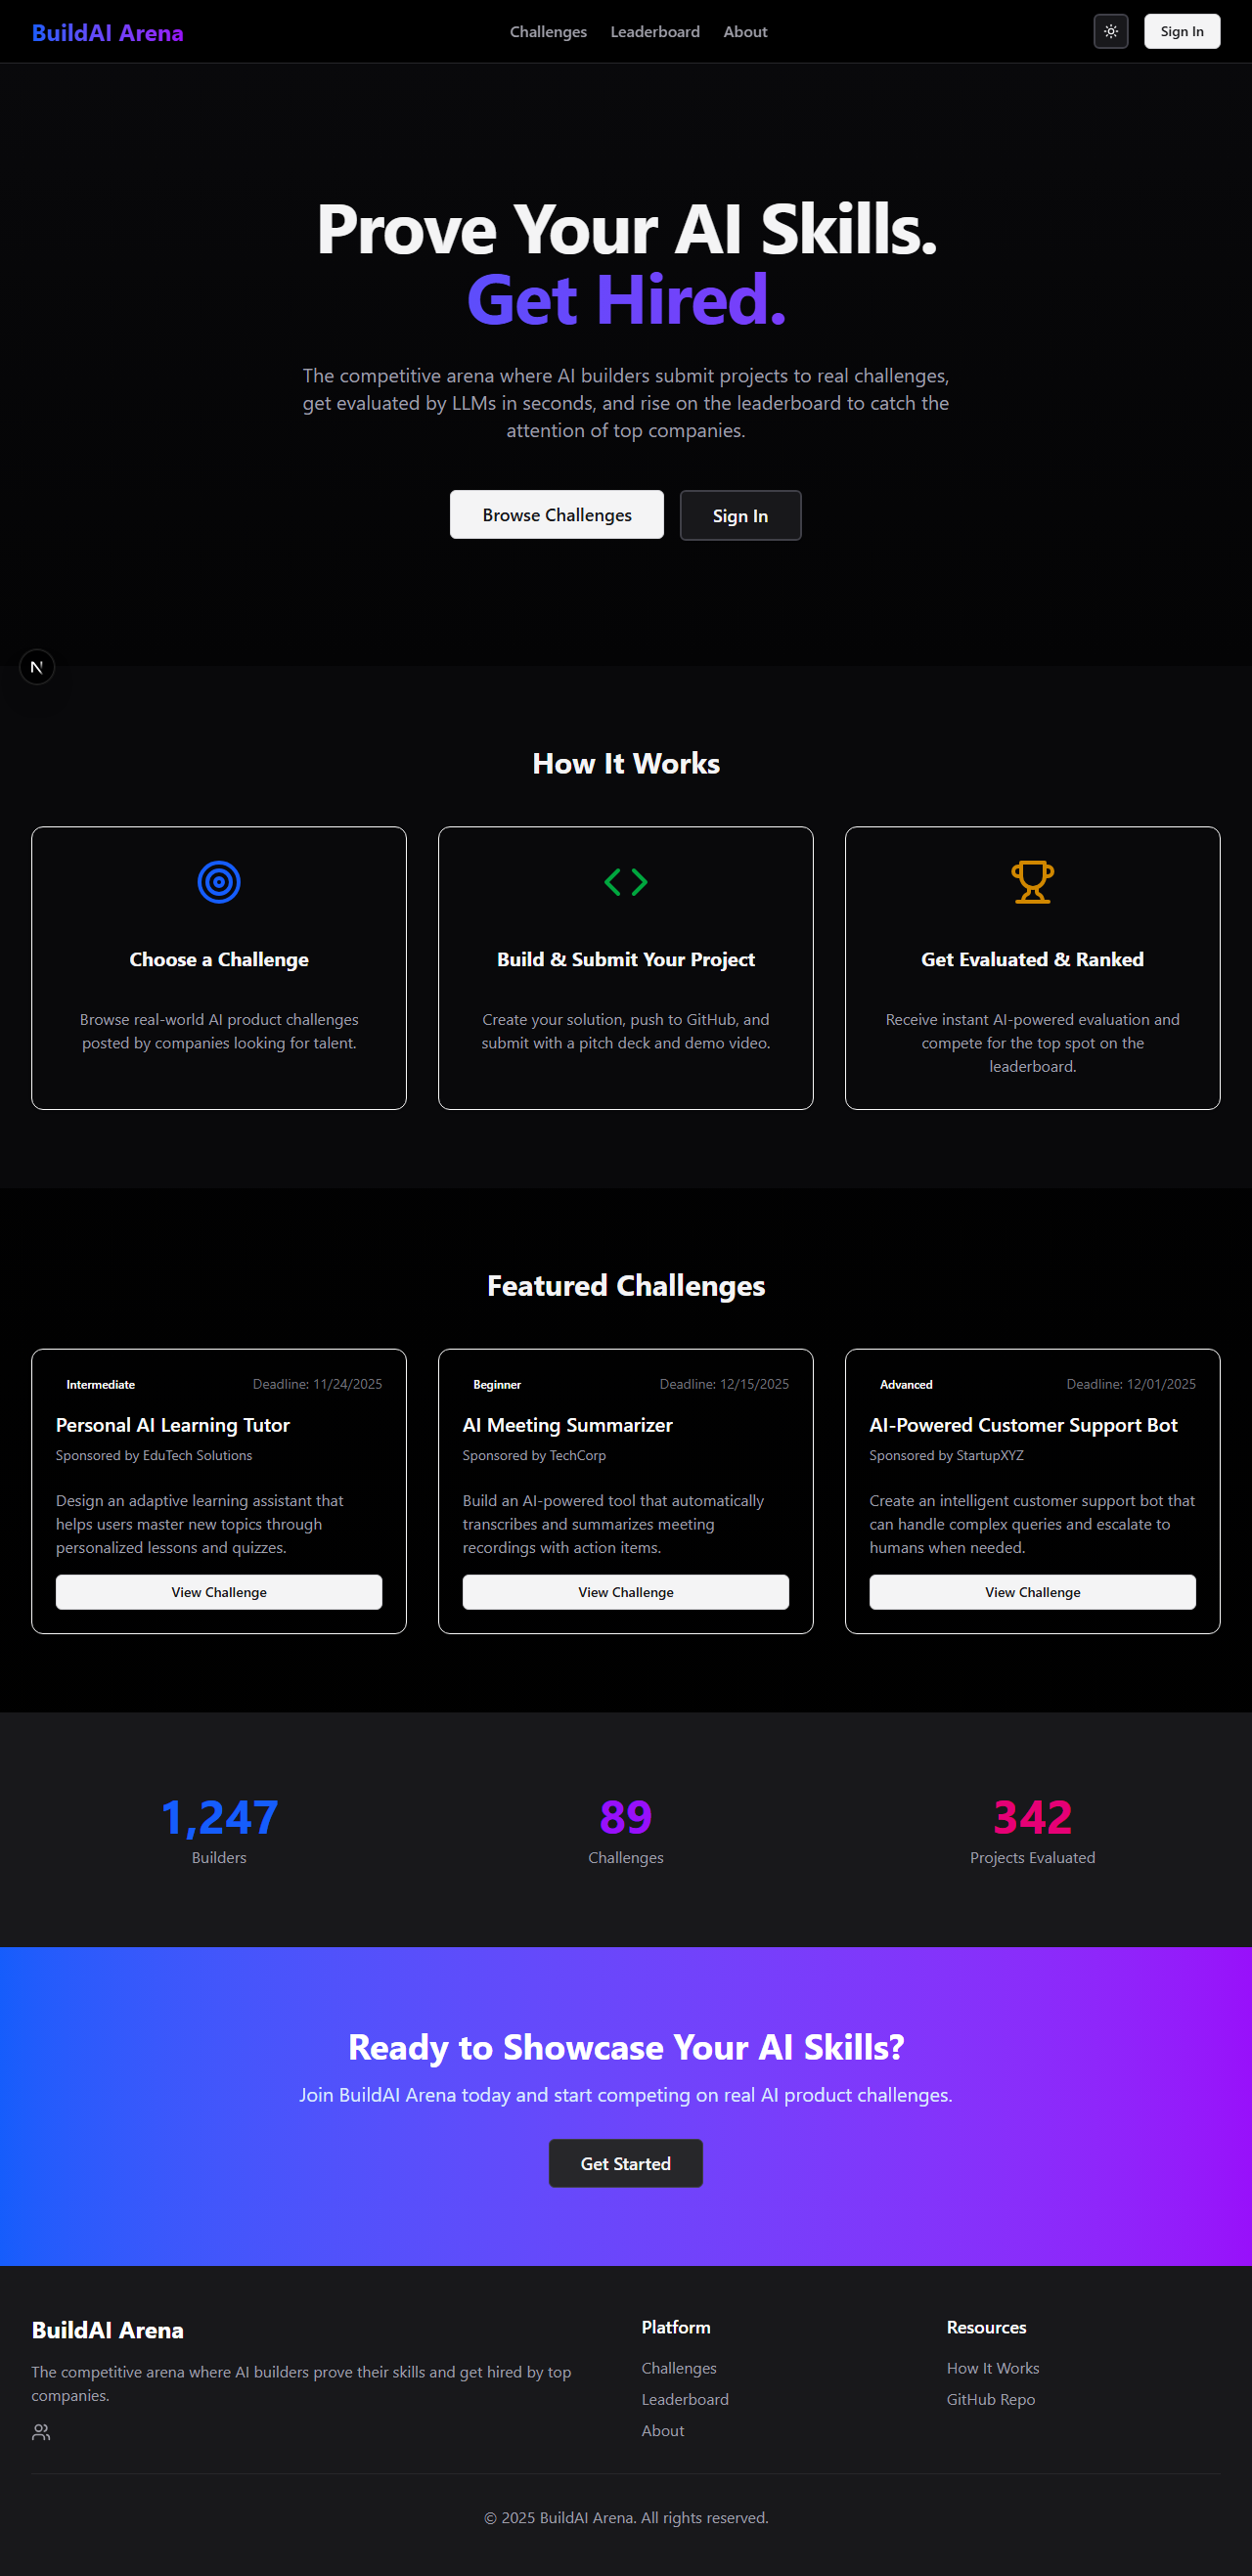 BuildAI Arena
Challenges
Leaderboard
About
Sign In
Prove Your AI Skills.
Get Hired.
The competitive arena where AI builders submit projects to real challenges,
get evaluated by LLMs in seconds, and rise on the leaderboard to catch the
attention of top companies.
Browse Challenges
Sign In
N
How It Works
Choose a Challenge
Browse real-world AI product challenges
posted by companies looking for talent.
Build & Submit Your Project
Create your solution, push to GitHub, and
submit with a pitch deck and demo video.
Get Evaluated & Ranked
Receive instant AI-powered evaluation and
compete for the top spot on the
leaderboard.
Featured Challenges
Intermediate
Deadline: 11/24/2025
Personal AI Learning Tutor
Sponsored by EduTech Solutions
Design an adaptive learning assistant that
helps users master new topics through
personalized lessons and quizzes.
View Challenge
Beginner
Deadline: 12/15/2025
AI Meeting Summarizer
Sponsored by TechCorp
Build an AI-powered tool that automatically
transcribes and summarizes meeting
recordings with action items.
View Challenge
Advanced
Deadline: 12/01/2025
AI-Powered Customer Support Bot
Sponsored by StartupXYZ
Create an intelligent customer support bot that
can handle complex queries and escalate to
humans when needed.
View Challenge
1,247
Builders
89
Challenges
342
Projects Evaluated
Ready to Showcase Your AI Skills?
Join BuildAI Arena today and start competing on real AI product challenges.
Get Started
BuildAI Arena
The competitive arena where AI builders prove their skills and get hired by top
companies.
Platform
Challenges
Leaderboard
About
Resources
How It Works
GitHub Repo
© 2025 BuildAI Arena. All rights reserved.